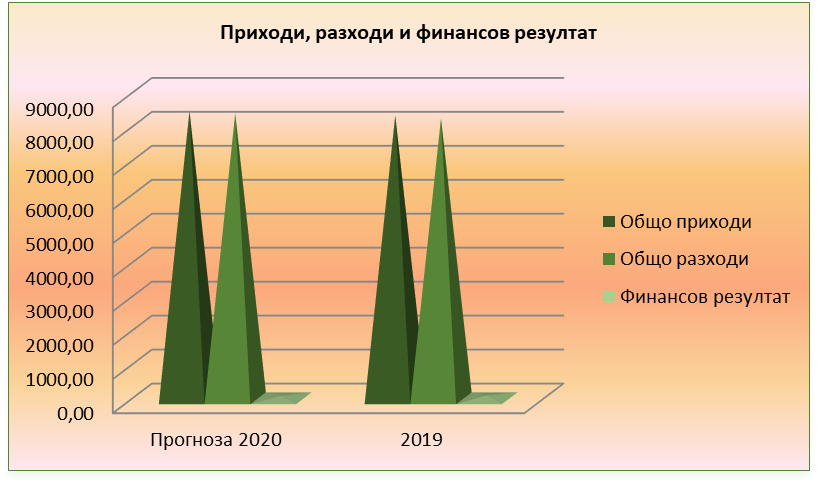 Приходи, разходи и финансов резултат
9000,00
8000,00
7000,00
6000,00
5000,00
4000,00
3000,00
2000,00
1000,00
0,00
Прогноза 2020
2019
Общо приходи
Общо разходи
Финансов резултат